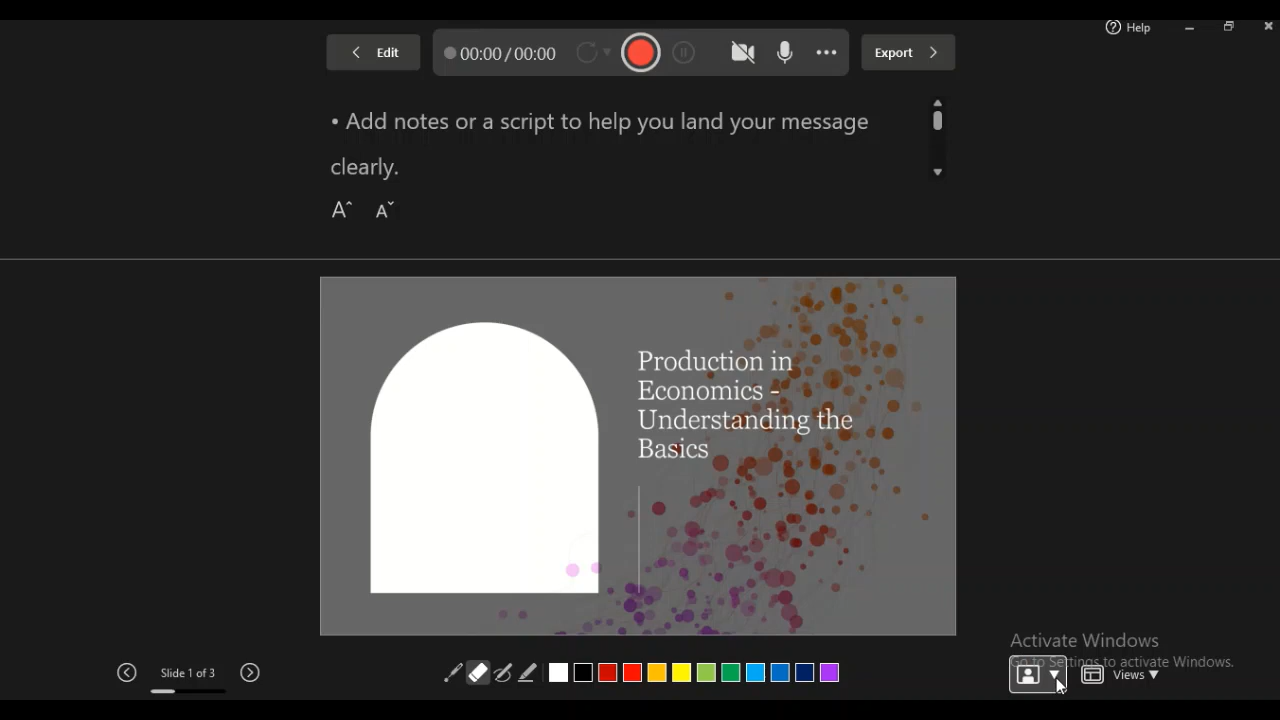 Help
Edit
00:00/00:00
Export
• Add notes or a script to help you land your message
clearly.
A^ Aˇ
Production in
Economics -
Understanding the
Basics
Activate Windows
Go to Settings to activate Windows.
Slide 1 of 3
Views